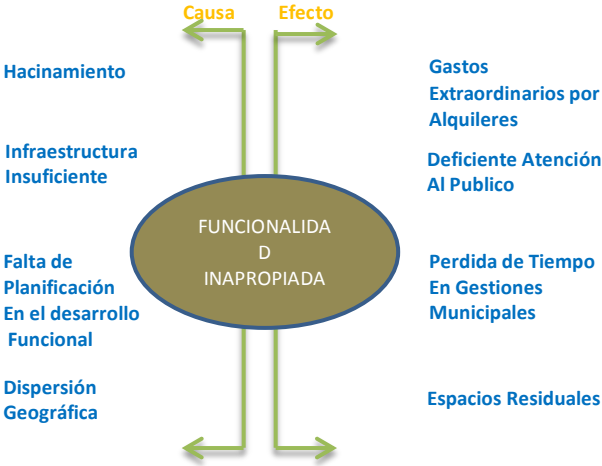 Causa
Efecto
Hacinamiento
Infraestructura
Insuficiente
Falta de
Planificación
En el desarrollo
Funcional
Dispersión
Geográfica
FUNCIONALIDA
D
INAPROPIADA
Gastos
Extraordinarios por
Alquileres
Deficiente Atención
Al Publico
Perdida de Tiempo
En Gestiones
Municipales
Espacios Residuales